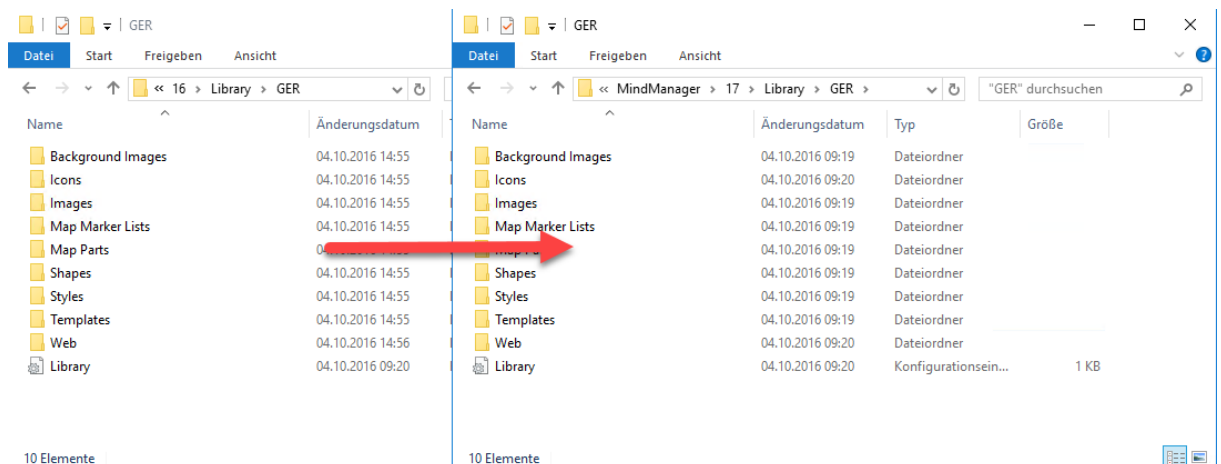 GER
Datei Start Freigeben Ansicht
« 16 › Library › GER
Name Änderungsdatum
Background Images 04.10.2016 14:55
Icons 04.10.2016 14:55
Images 04.10.2016 14:55
Map Marker Lists 04.10.2016 14:55
Map Parts
Shapes 04.10.2016 14:55
Styles 04.10.2016 14:55
Templates 04.10.2016 14:55
Web 04.10.2016 14:56
Library 04.10.2016 09:20
10 Elemente
GER
Datei Start Freigeben Ansicht
« MindManager › 17 › Library › GER › "GER" durchsuchen
Name Änderungsdatum Typ Größe
Background Images 04.10.2016 09:19 Dateiordner
Icons 04.10.2016 09:20 Dateiordner
Images 04.10.2016 09:19 Dateiordner
Map Marker Lists 04.10.2016 09:19 Dateiordner
04.10.2016 09:19 Dateiordner
Shapes 04.10.2016 09:19 Dateiordner
Styles 04.10.2016 09:19 Dateiordner
Templates 04.10.2016 09:19 Dateiordner
Web 04.10.2016 09:20 Dateiordner
Library 04.10.2016 09:20 Konfigurationsein... 1 KB
10 Elemente